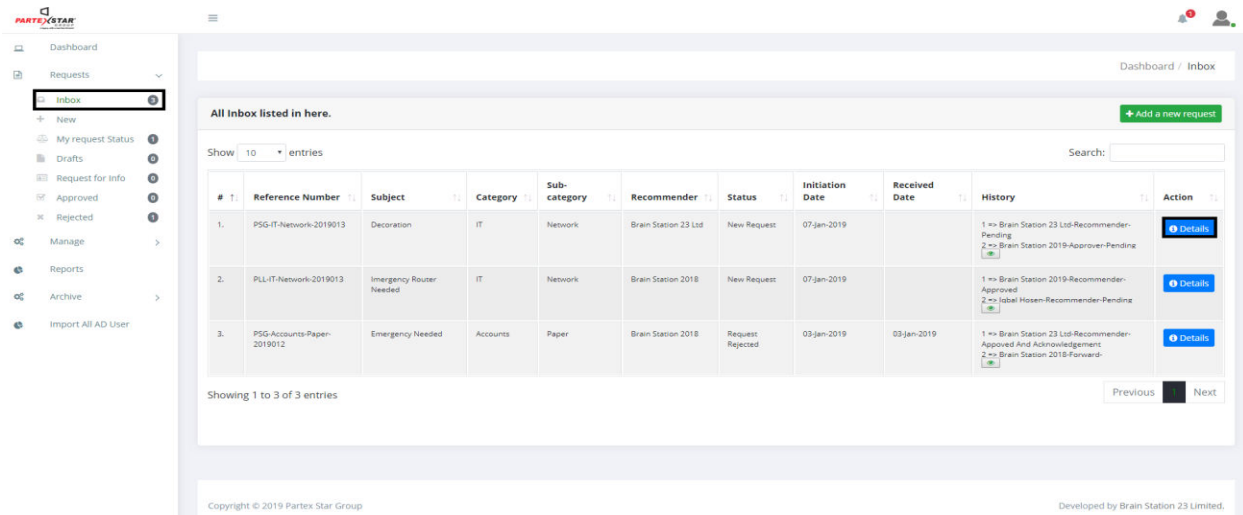 PARTEX STAR
GROUP
1
Dashboard
Requests
Inbox 3
New
My request Status 1
Drafts 0
Request for Info 0
Approved 0
Rejected 1
Manage
Reports
Archive
Import All AD User
Dashboard / Inbox
All Inbox listed in here.
+ Add a new request
Show 10 entries
Search:
# Reference Number Subject Category Sub-category Recommender Status Initiation Date Received Date History Action
1. PSG-IT-Network-2019013 Decoration IT Network Brain Station 23 Ltd New Request 07-Jan-2019
1 => Brain Station 23 Ltd-Recommender-
Pending
2 => Brain Station 2019-Approver-Pending
Details
2. PLL-IT-Network-2019013 Imergency Router Needed IT Network Brain Station 2018 New Request 07-Jan-2019
1 => Brain Station 2019-Recommender-
Approved
2 => Iqbal Hosen-Recommender-Pending
Details
3. PSG-Accounts-Paper-2019012 Emergency Needed Accounts Paper Brain Station 2018 Request Rejected 03-Jan-2019 03-Jan-2019
1 => Brain Station 23 Ltd-Recommender-
Appoved And Acknowledgement
2 => Brain Station 2018-Forward-
Details
Showing 1 to 3 of 3 entries
Previous 1 Next
Copyright © 2019 Partex Star Group
Developed by Brain Station 23 Limited.